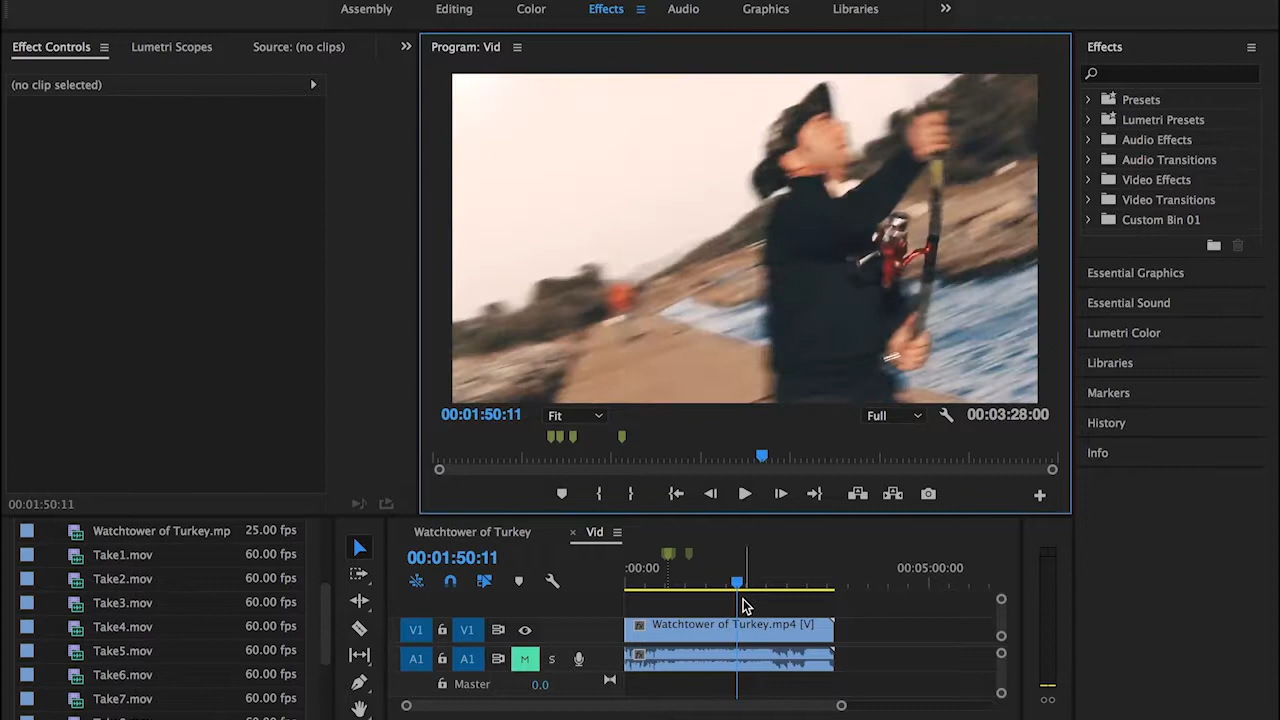 Assembly Editing Color Effects Audio Graphics Libraries
Effect Controls Lumetri Scopes Source: (no clips)
(no clip selected)
00:01:50:11
Program: Vid
00:01:50:11 Fit Full 00:03:28:00
Effects
Presets
Lumetri Presets
Audio Effects
Audio Transitions
Video Effects
Video Transitions
Custom Bin 01
Essential Graphics
Essential Sound
Lumetri Color
Libraries
Markers
History
Info
Watchtower of Turkey.mp 25.00 fps
Take1.mov 60.00 fps
Take2.mov 60.00 fps
Take3.mov 60.00 fps
Take4.mov 60.00 fps
Take5.mov 60.00 fps
Take6.mov 60.00 fps
Take7.mov 60.00 fps
Watchtower of Turkey × Vid
00:01:50:11
:00:00 00:05:00:00
V1 V1 fx Watchtower of Turkey.mp4 [V]
A1 A1 M S fx
Master 0.0